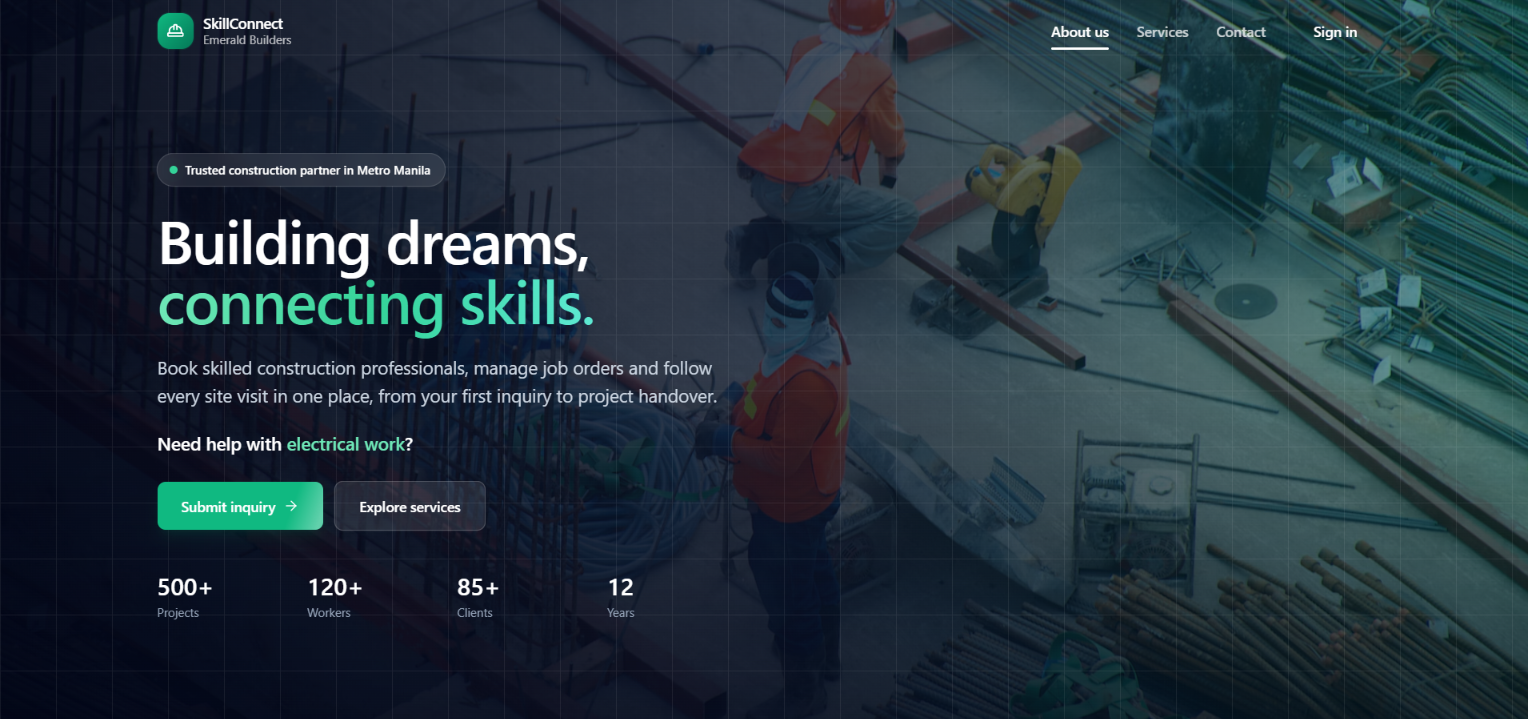 SkillConnect
Emerald Builders
About us
Services
Contact
Sign in
Trusted construction partner in Metro Manila
Building dreams,
connecting skills.
Book skilled construction professionals, manage job orders and follow
every site visit in one place, from your first inquiry to project handover.
Need help with electrical work?
Submit inquiry →
Explore services
500+
Projects
120+
Workers
85+
Clients
12
Years